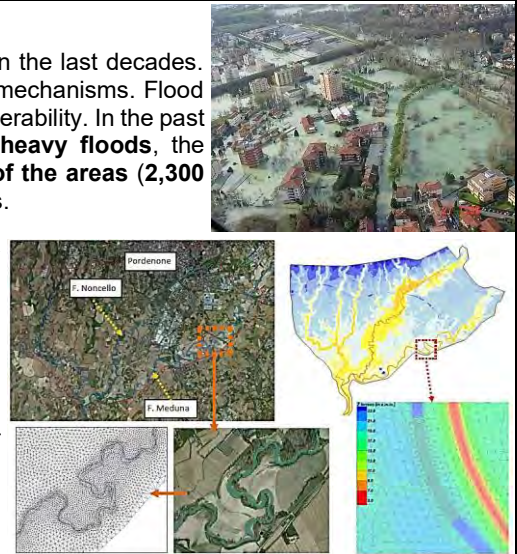 n the last decades.
mechanisms. Flood
erability. In the past
heavy floods, the
of the areas (2,300
s.
Pordenone
F. Noncello
F. Meduna